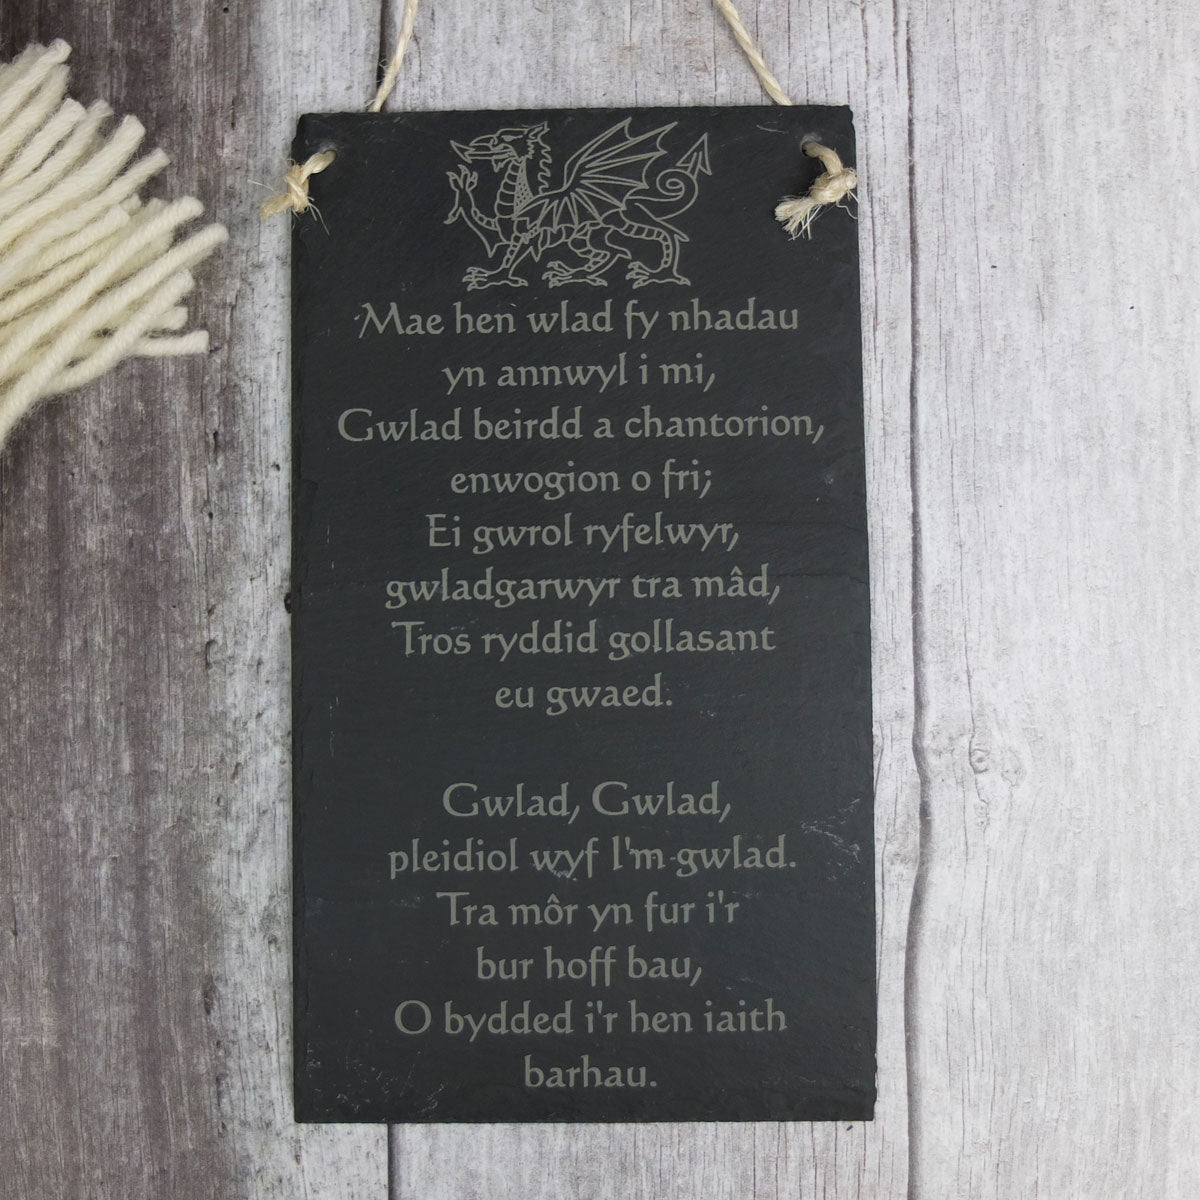 Mae hen wlad fy nhadau
yn annwyl i mi,
Gwlad beirdd a chantorion,
enwogion o fri;
Ei gwrol ryfelwyr,
gwladgarwyr tra mâd,
Tros ryddid gollasant
eu gwaed.
Gwlad, Gwlad,
pleidiol wyf I'm gwlad.
Tra môr yn fur i'r
bur hoff bau,
O bydded i'r hen iaith
barhau.